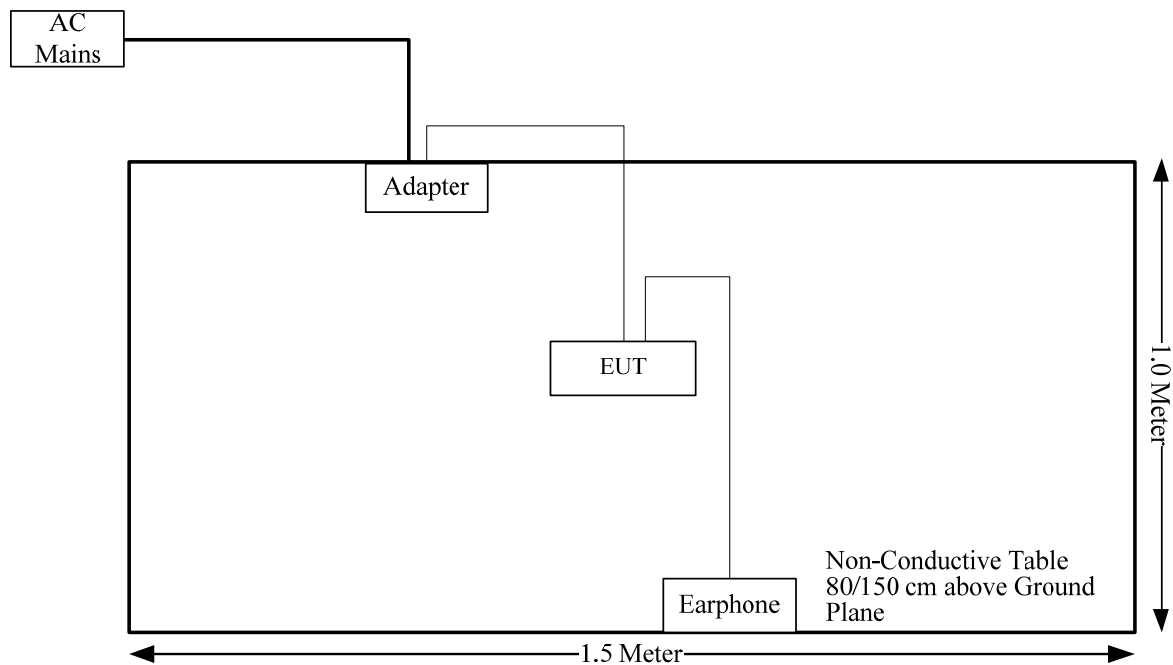 AC
Mains
Adapter
EUT
1.0 Meter
Non-Conductive Table
80/150 cm above Ground
Plane
Earphone
1.5 Meter